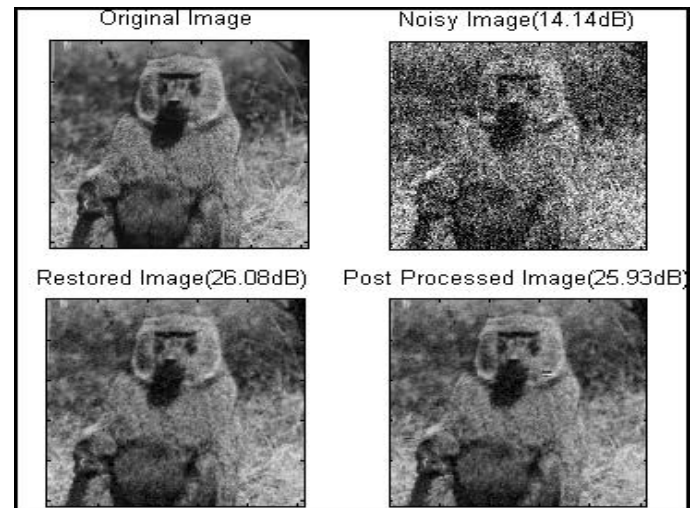 Original Image
Noisy Image(14.14dB)
Restored Image(26.08dB)
Post Processed Image(25.93dB)